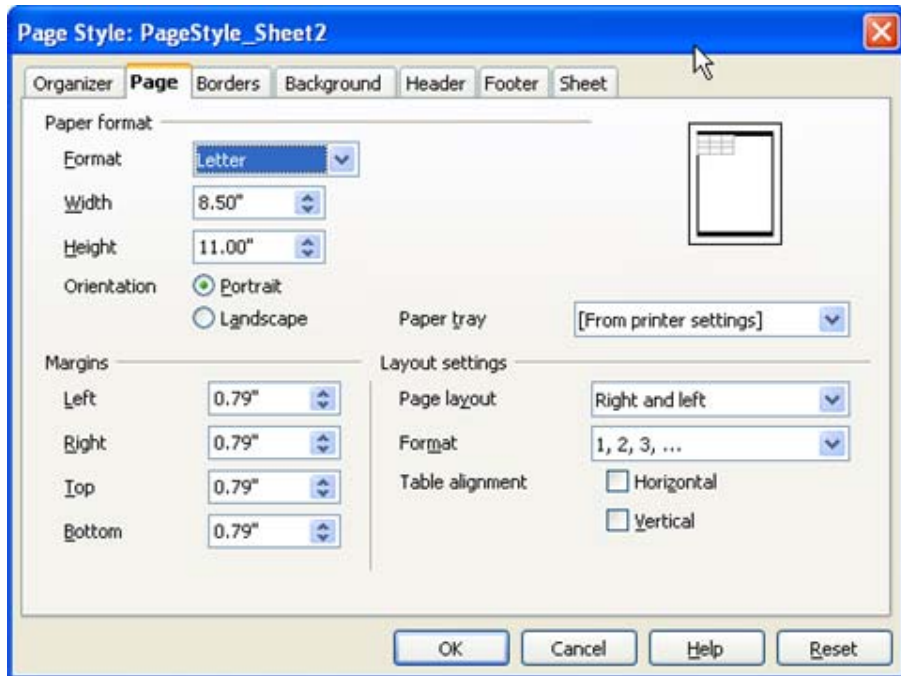 Page Style: PageStyle_Sheet2
Organizer Page Borders Background Header Footer Sheet
Paper format
Format Letter
Width 8.50"
Height 11.00"
Orientation Portrait
Landscape
Paper tray [From printer settings]
Margins
Left 0.79"
Right 0.79"
Top 0.79"
Bottom 0.79"
Layout settings
Page layout Right and left
Format 1, 2, 3, ...
Table alignment Horizontal
Vertical
OK Cancel Help Reset